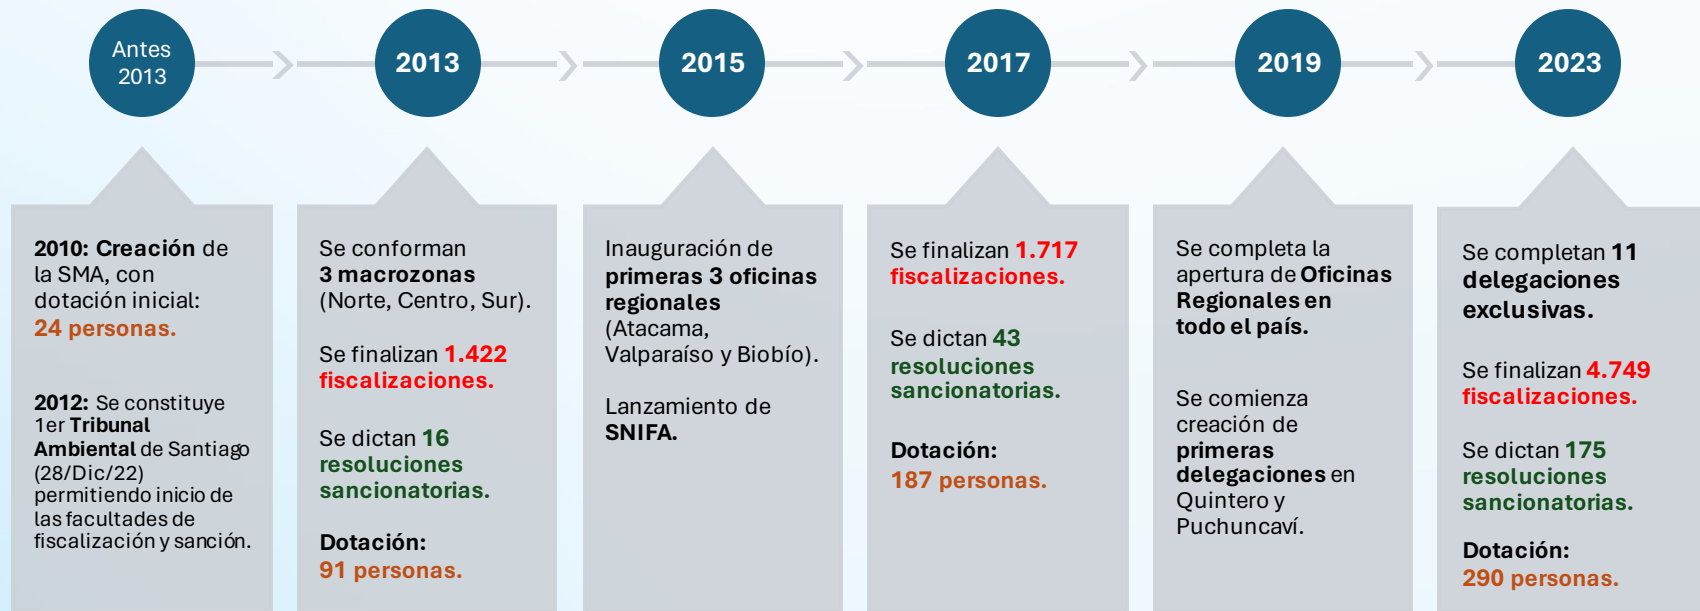 Antes
2013
2013
2015
2017
2019
2023
2010: Creación de
la SMA, con
dotación inicial:
24 personas.
2012: Se constituye
1er Tribunal
Ambiental de Santiago
(28/Dic/22)
permitiendo inicio de
las facultades de
fiscalización y sanción.
Se conforman
3 macrozonas
(Norte, Centro, Sur).
Se finalizan 1.422
fiscalizaciones.
Se dictan 16
resoluciones
sancionatorias.
Dotación:
91 personas.
Inauguración de
primeras 3 oficinas
regionales
(Atacama,
Valparaíso y Biobío).
Lanzamiento de
SNIFA.
Se finalizan 1.717
fiscalizaciones.
Se dictan 43
resoluciones
sancionatorias.
Dotación:
187 personas.
Se completa la
apertura de Oficinas
Regionales en
todo el país.
Se comienza
creación de
primeras
delegaciones en
Quintero y
Puchuncaví.
Se completan 11
delegaciones
exclusivas.
Se finalizan 4.749
fiscalizaciones.
Se dictan 175
resoluciones
sancionatorias.
Dotación:
290 personas.